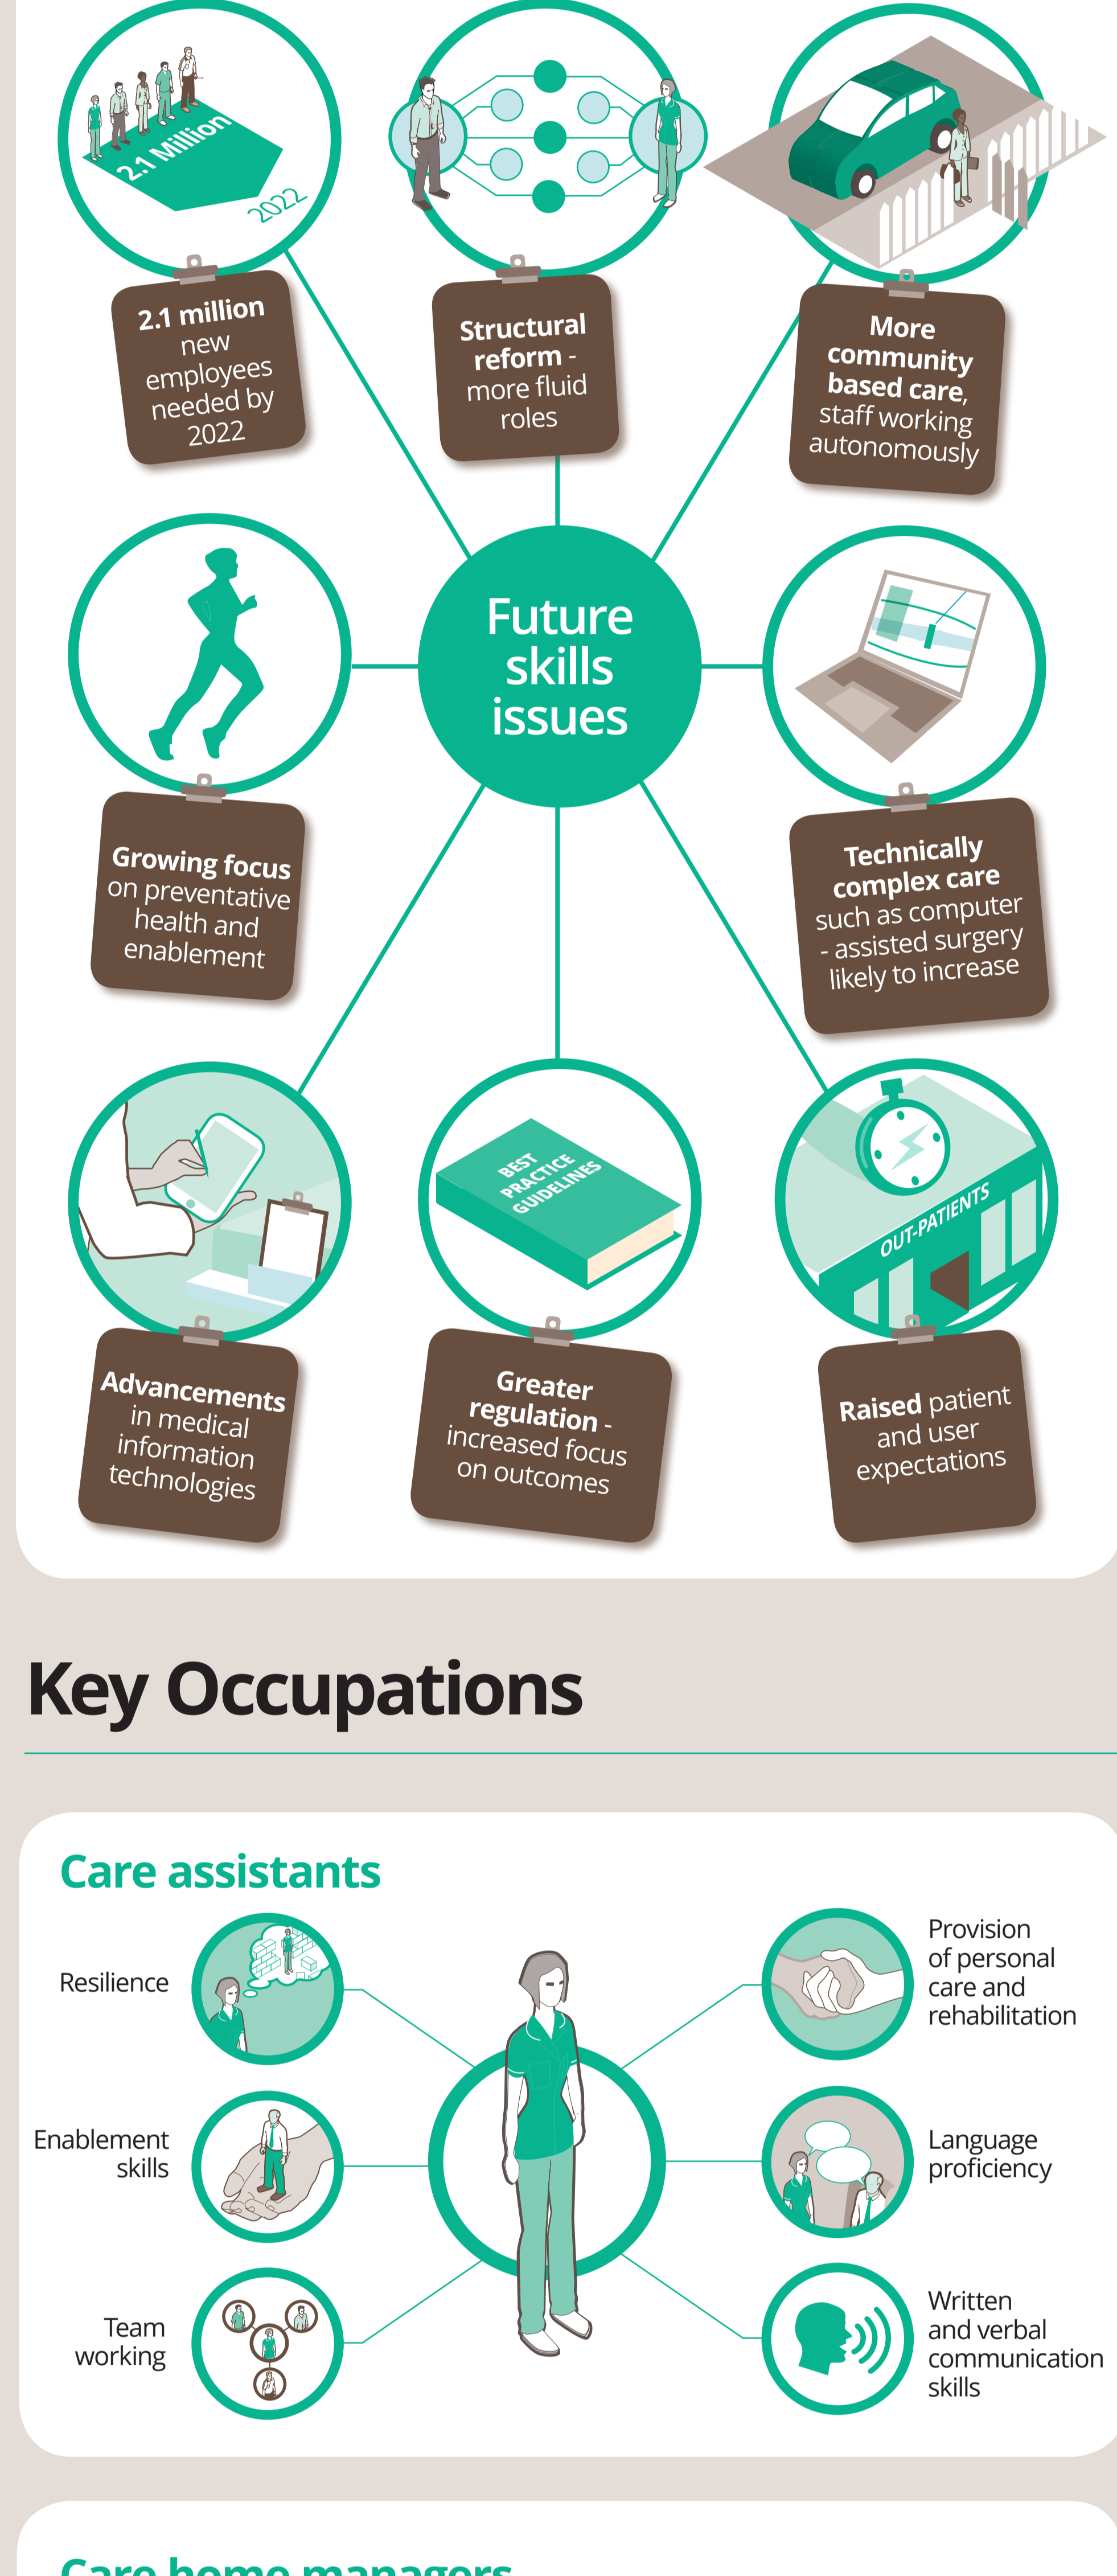 2.1 Million
2022
2.1 million
new
employees
needed by
2022
Structural
reform -
more fluid
roles
More
community
based care,
staff working
autonomously
Future
skills
issues
Growing focus
on preventative
health and
enablement
Technically
complex care
such as computer
- assisted surgery
likely to increase
BEST
PRACTICE
GUIDELINES
OUT-PATIENTS
Advancements
in medical
information
technologies
Greater
regulation -
increased focus
on outcomes
Raised patient
and user
expectations
Key Occupations
Care assistants
Resilience
Provision
of personal
care and
rehabilitation
Enablement
skills
Language
proficiency
Team
working
Written
and verbal
communication
skills
Care home managers